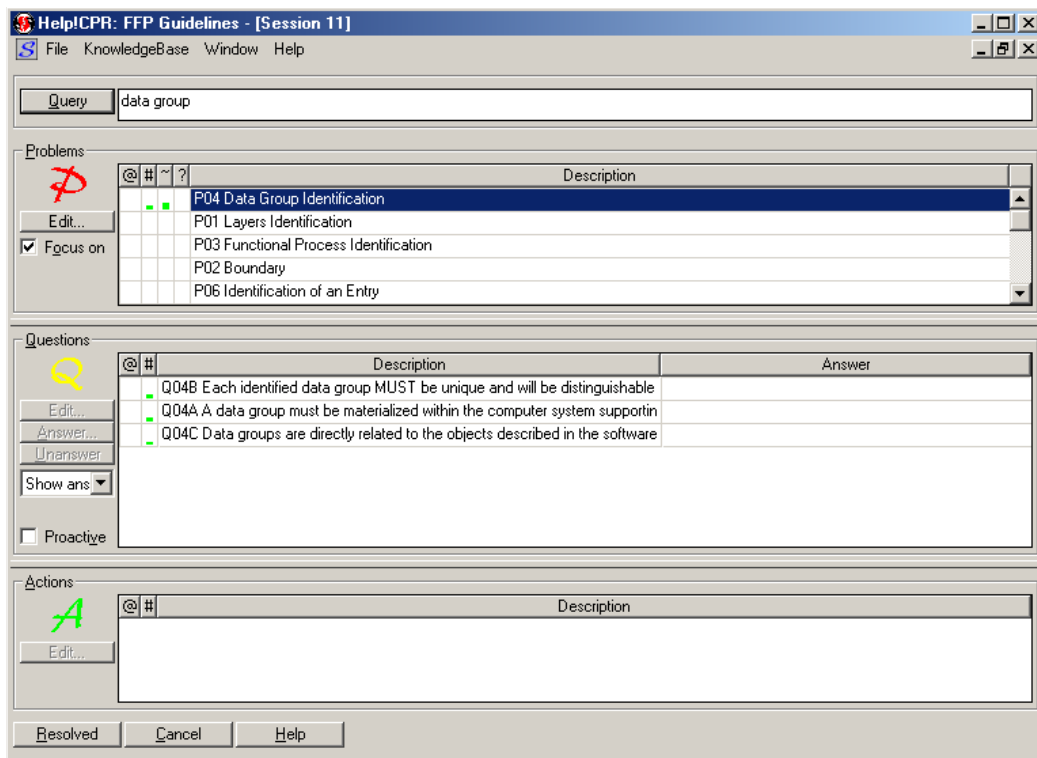 Help!CPR: FFP Guidelines - [Session 11]
S File KnowledgeBase Window Help
Query data group
Problems
P
@ # ~ ? Description
P04 Data Group Identification
Edit... P01 Layers Identification
Focus on P03 Functional Process Identification
P02 Boundary
P06 Identification of an Entry
Questions
Q
@ # Description Answer
Q04B Each identified data group MUST be unique and will be distinguishable
Edit... Q04A A data group must be materialized within the computer system supportin
Answer... Q04C Data groups are directly related to the objects described in the software
Unanswer
Show ans
Proactive
Actions
A
@ # Description
Edit...
Resolved Cancel Help